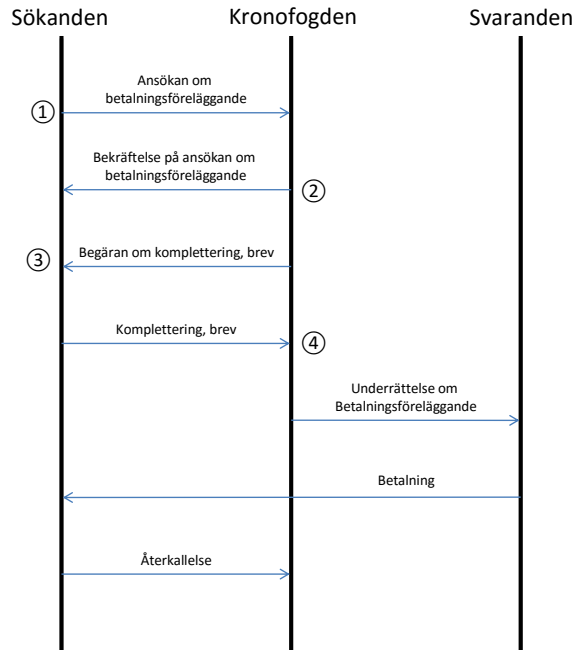 Sökanden
Kronofogden
Svaranden
Ansökan om
betalningsföreläggande
①
Bekräftelse på ansökan om
betalningsföreläggande
②
③
Begäran om komplettering, brev
Komplettering, brev
④
Underrättelse om
Betalningsföreläggande
Betalning
Återkallelse